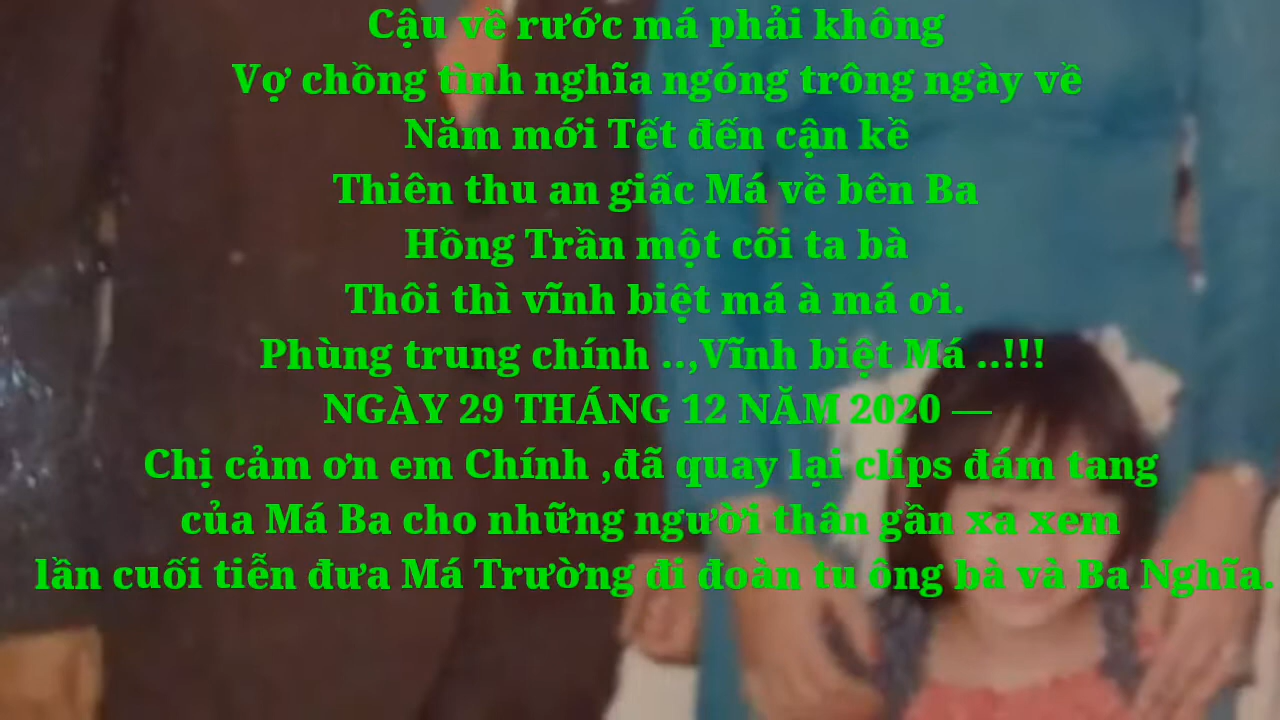 Cậu về rước má phải không
Vợ chồng tình nghĩa ngóng trông ngày về
Năm mới Tết đến cận kề
Thiên thu an giấc Má về bên Ba
Hồng Trần một cõi ta bà
Thôi thì vĩnh biệt má à má ơi.
Phùng trung chính ..,Vĩnh biệt Má ..!!!
NGÀY 29 THÁNG 12 NĂM 2020 —
Chị cảm ơn em Chính ,đã quay lại clips đám tang
của Má Ba cho những người thân gần xa xem
lần cuối tiễn đưa Má Trường đi đoàn tu ông bà và Ba Nghĩa.